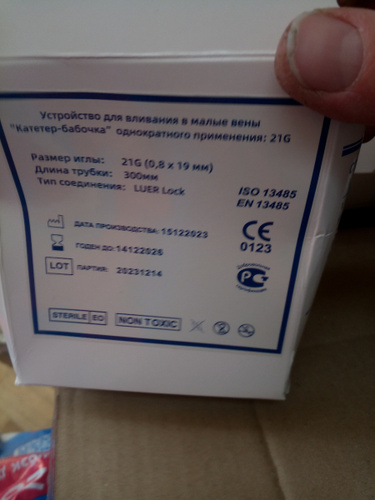 Устройство для вливания в малые вены
"Катетер-бабочка" однократного применения: 21G
Размер иглы: 21G (0,8 x 19 мм)
Длина трубки: 300мм
Тип соединения: LUER Lock
ISO 13485
EN 13485
ДАТА ПРОИЗВОДСТВА: 15122023
CE
0123
ГОДЕН ДО: 14122026
LOT ПАРТИЯ: 20231214
STERILE EO NON TOXIC 2